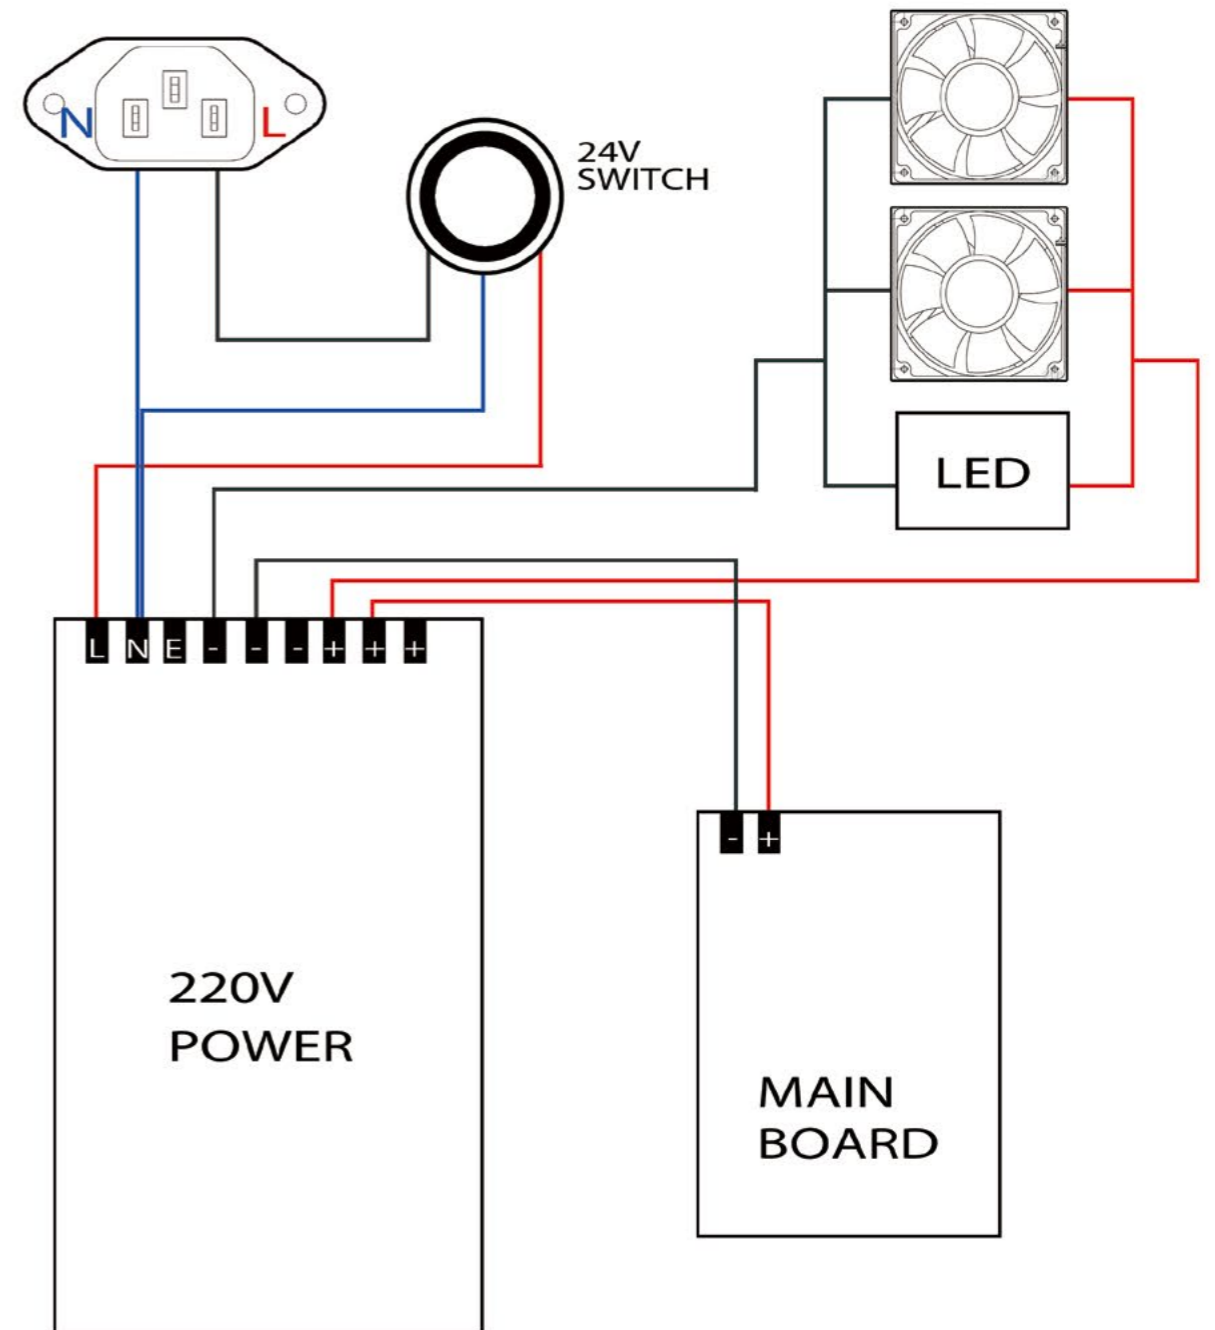 N L
24V
SWITCH
LED
L N E - - - + + +
- +
220V
POWER
MAIN
BOARD